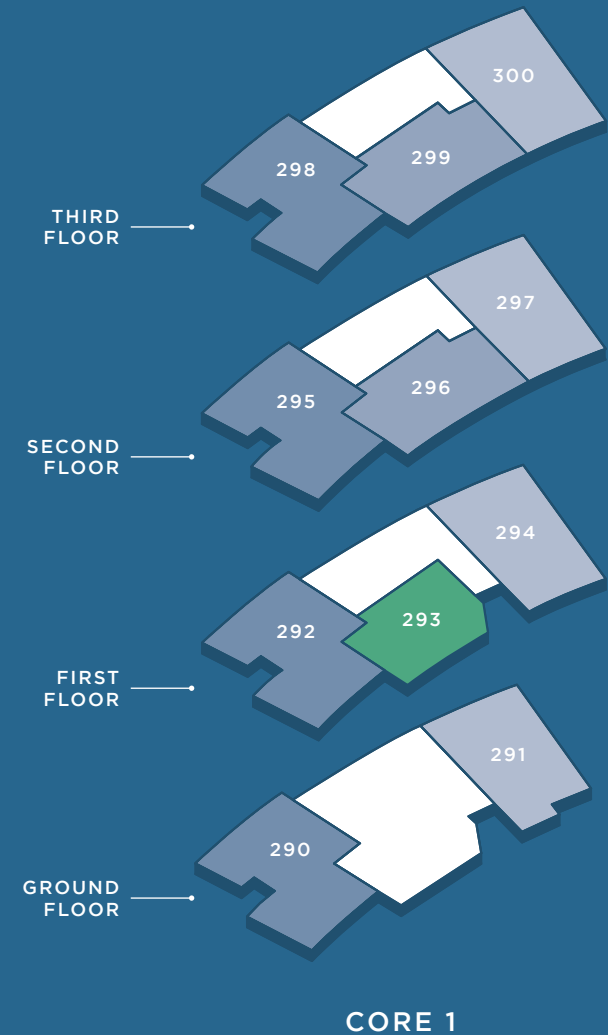 300
299
298
THIRD
FLOOR
297
296
295
SECOND
FLOOR
294
293
292
FIRST
FLOOR
291
290
GROUND
FLOOR
CORE 1